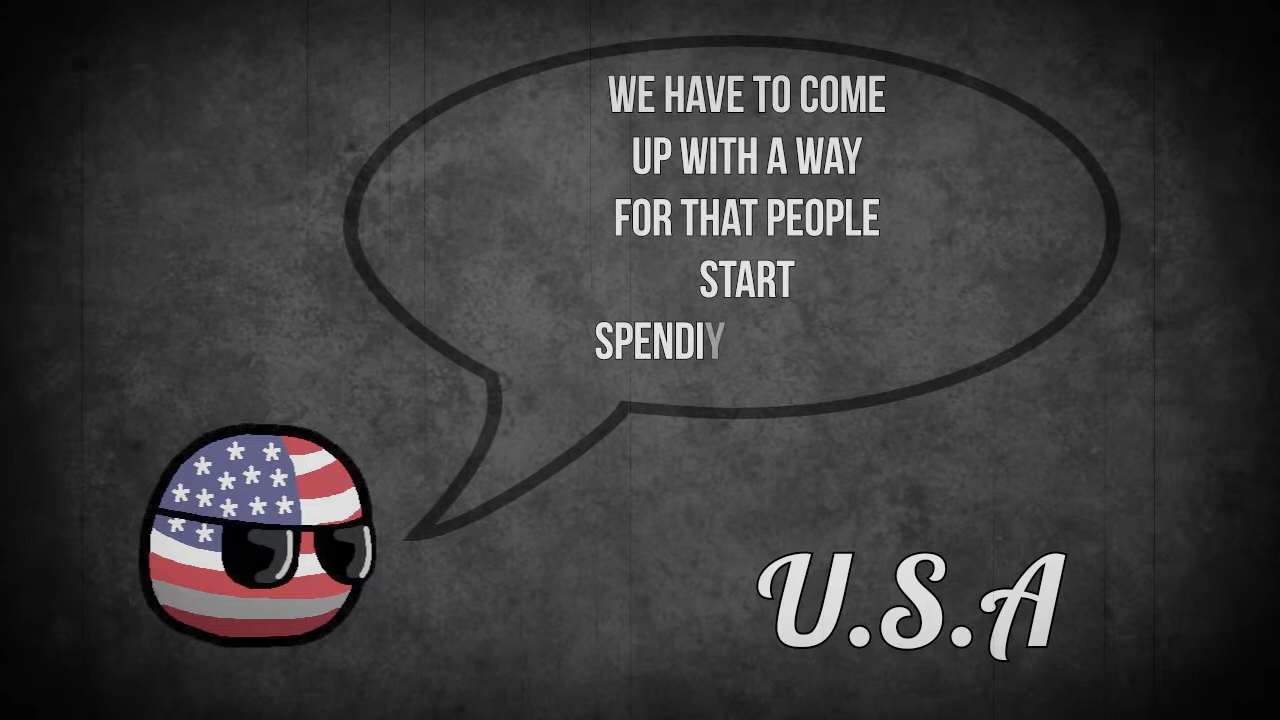 WE HAVE TO COME
UP WITH A WAY
FOR THAT PEOPLE
START
SPENDIY
U.S.A